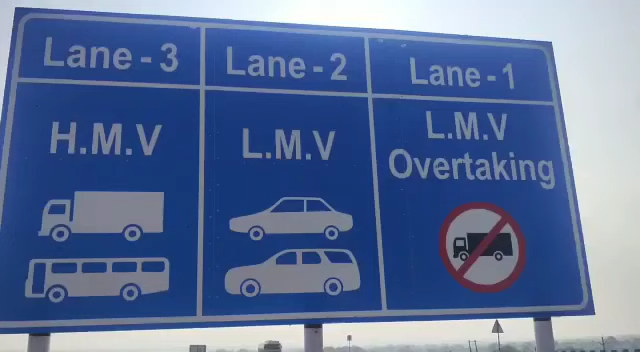 Lane - 3
H.M.V
Lane - 2
L.M.V
Lane - 1
L.M.V
Overtaking